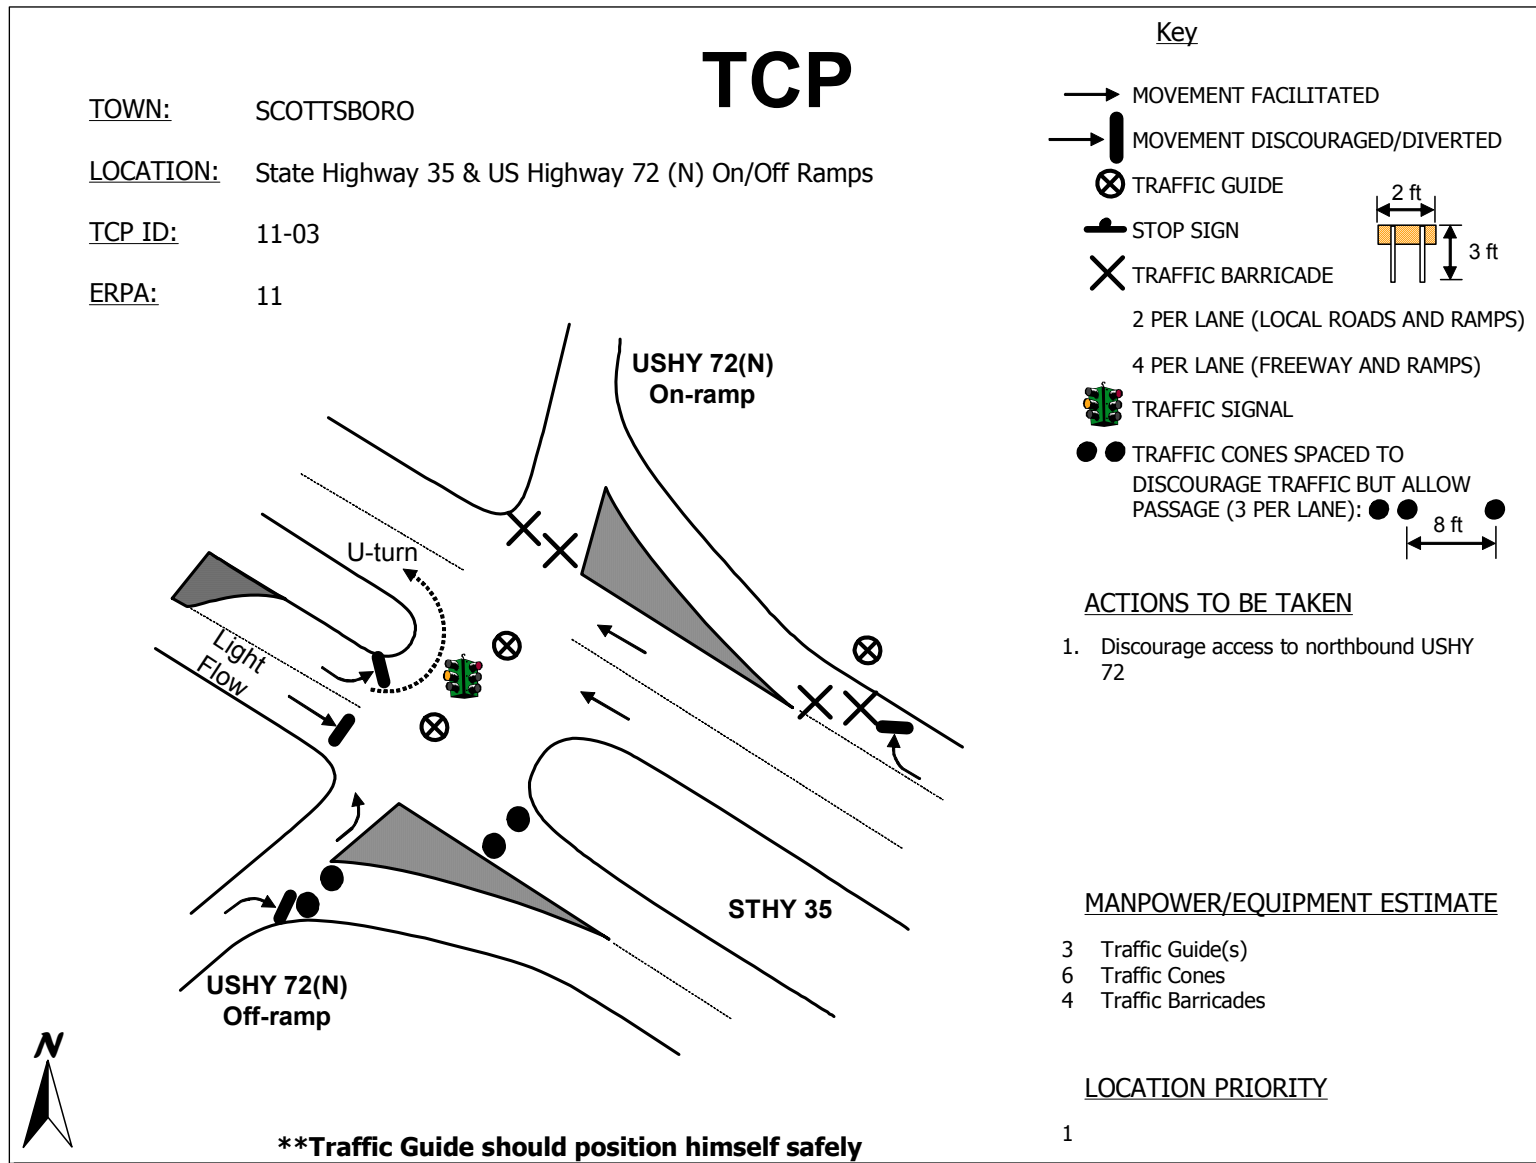 TCP
TOWN: SCOTTSBORO
LOCATION: State Highway 35 & US Highway 72 (N) On/Off Ramps
TCP ID: 11-03
ERPA: 11
Key
MOVEMENT FACILITATED
MOVEMENT DISCOURAGED/DIVERTED
TRAFFIC GUIDE
STOP SIGN
TRAFFIC BARRICADE
2 ft
3 ft
2 PER LANE (LOCAL ROADS AND RAMPS)
4 PER LANE (FREEWAY AND RAMPS)
TRAFFIC SIGNAL
TRAFFIC CONES SPACED TO
DISCOURAGE TRAFFIC BUT ALLOW
PASSAGE (3 PER LANE):
8 ft
USHY 72(N)
On-ramp
U-turn
Light
Flow
STHY 35
USHY 72(N)
Off-ramp
N
**Traffic Guide should position himself safely
ACTIONS TO BE TAKEN
1. Discourage access to northbound USHY
72
MANPOWER/EQUIPMENT ESTIMATE
3 Traffic Guide(s)
6 Traffic Cones
4 Traffic Barricades
LOCATION PRIORITY
1